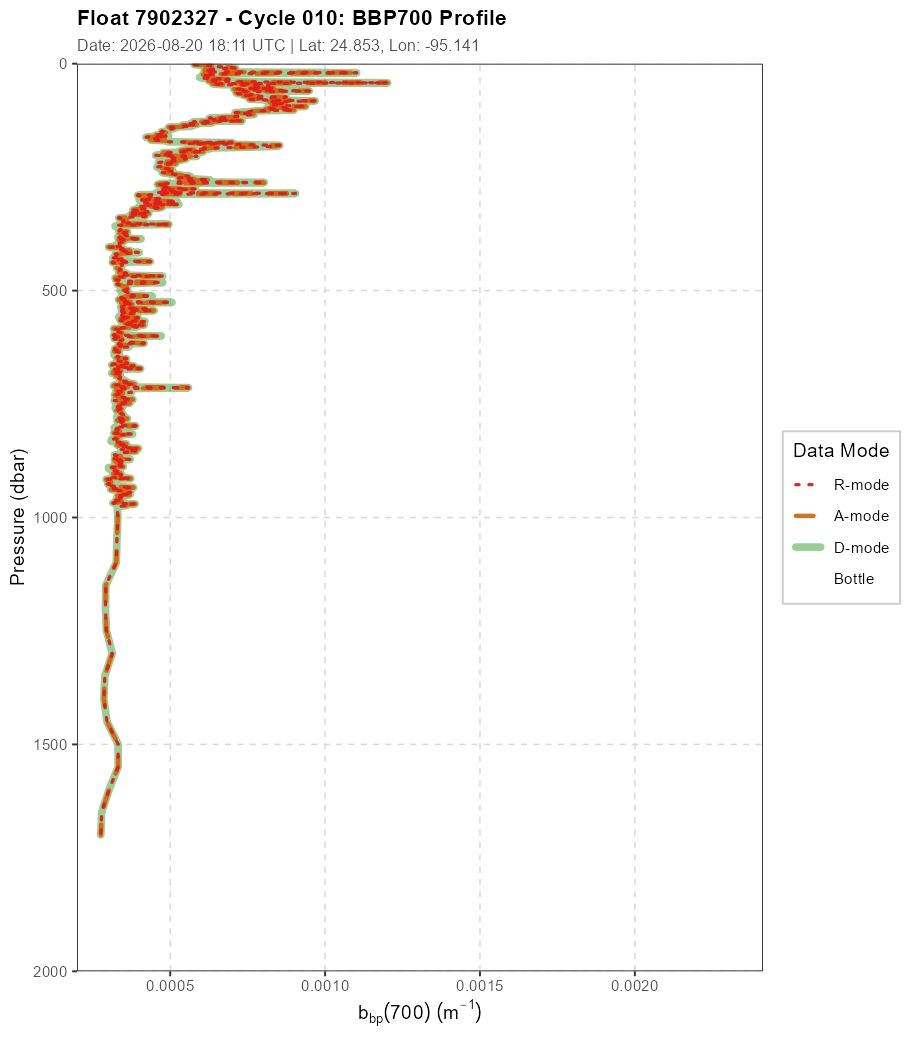 Float 7902327 - Cycle 010: BBP700 Profile
Date: 2026-08-20 18:11 UTC | Lat: 24.853, Lon: -95.141
0
500
1000
1500
2000
Pressure (dbar)
0.0005
0.0010
0.0015
0.0020
b_bp(700) (m⁻¹)
Data Mode
R-mode
A-mode
D-mode
Bottle